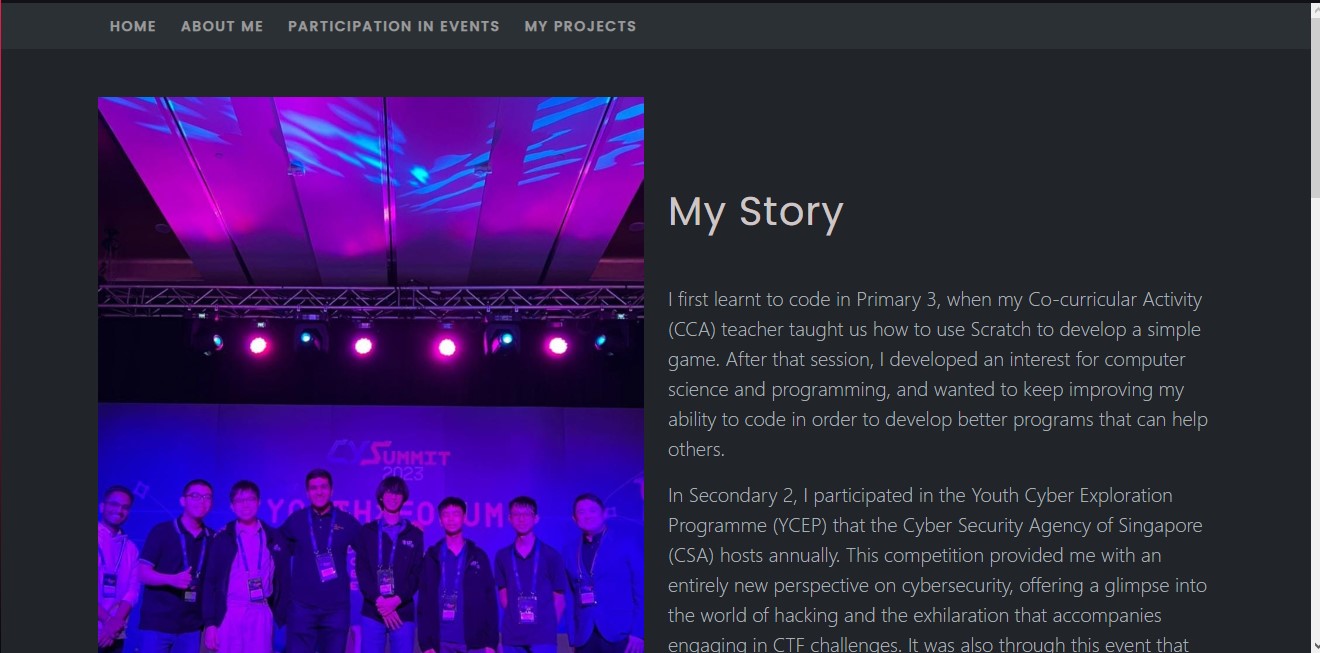 HOME ABOUT ME PARTICIPATION IN EVENTS MY PROJECTS
My Story
I first learnt to code in Primary 3, when my Co-curricular Activity
(CCA) teacher taught us how to use Scratch to develop a simple
game. After that session, I developed an interest for computer
science and programming, and wanted to keep improving my
ability to code in order to develop better programs that can help
others.
In Secondary 2, I participated in the Youth Cyber Exploration
Programme (YCEP) that the Cyber Security Agency of Singapore
(CSA) hosts annually. This competition provided me with an
entirely new perspective on cybersecurity, offering a glimpse into
the world of hacking and the exhilaration that accompanies
engaging in CTF challenges. It was also through this event that
SUMMIT
2023